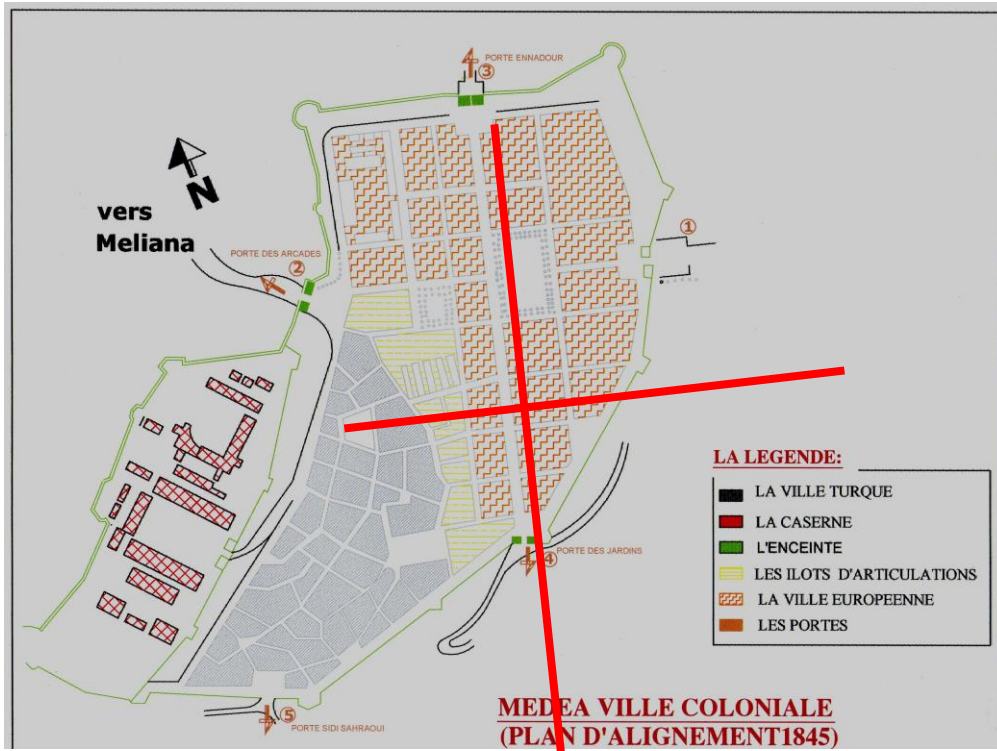 PORTE ENNADOUR
③
N
vers
Meliana
①
PORTE DES ARCADES
②
LA LEGENDE:
LA VILLE TURQUE
LA CASERNE
L'ENCEINTE
LES ILOTS D'ARTICULATIONS
LA VILLE EUROPEENNE
LES PORTES
PORTE DES JARDINS
④
⑤
PORTE SIDI SAHRAOUI
MEDEA VILLE COLONIALE
(PLAN D'ALIGNEMENT1845)